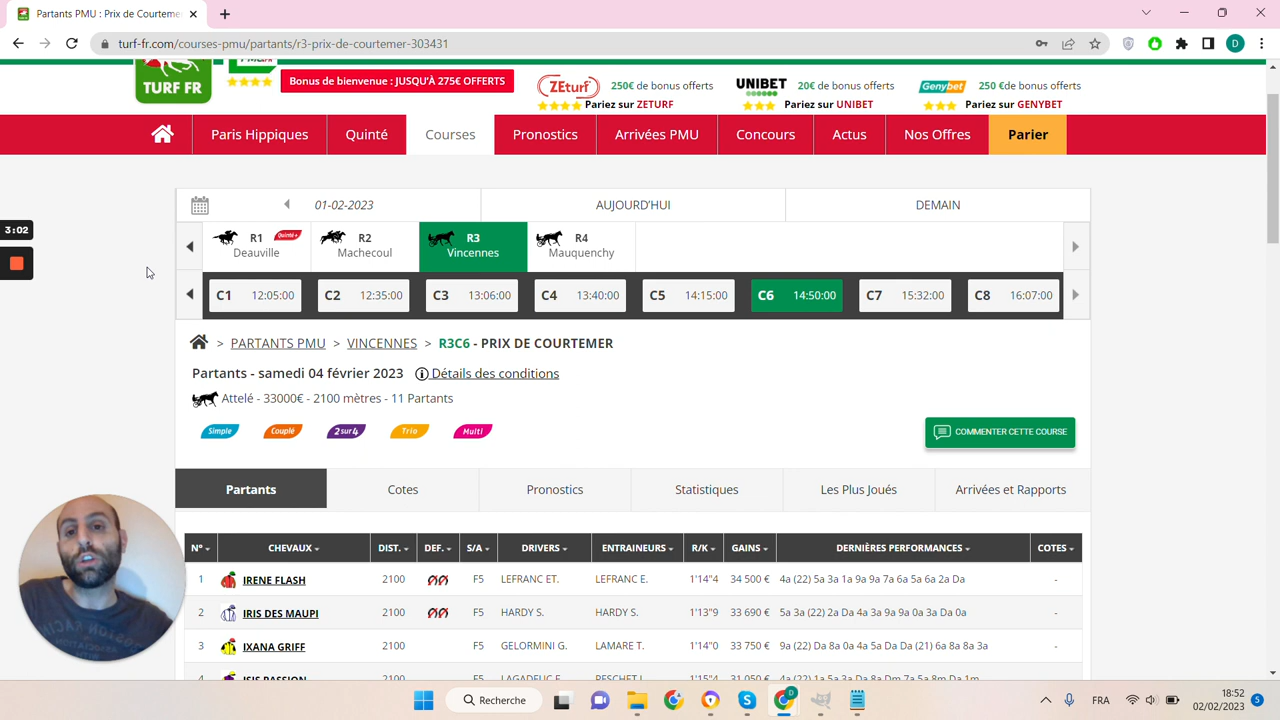 Partants PMU : Prix de Courteme
turf-fr.com/courses-pmu/partants/r3-prix-de-courtemer-303431
D
TURF FR
Bonus de bienvenue : JUSQU'À 275€ OFFERTS
ZEturf 250€ de bonus offerts
Pariez sur ZETURF
UNIBET 20€ de bonus offerts
Pariez sur UNIBET
Genybet 250 €de bonus offerts
Pariez sur GENYBET
Paris Hippiques Quinté Courses Pronostics Arrivées PMU Concours Actus Nos Offres Parier
01-02-2023 AUJOURD'HUI DEMAIN
3:02
R1 Quinté+ R2 R3 R4
Deauville Machecoul Vincennes Mauquenchy
C1 12:05:00 C2 12:35:00 C3 13:06:00 C4 13:40:00 C5 14:15:00 C6 14:50:00 C7 15:32:00 C8 16:07:00
> PARTANTS PMU > VINCENNES > R3C6 - PRIX DE COURTEMER
Partants - samedi 04 février 2023 Détails des conditions
Attelé - 33000€ - 2100 mètres - 11 Partants
Simple Couplé 2sur4 Trio Multi
COMMENTER CETTE COURSE
Partants Cotes Pronostics Statistiques Les Plus Joués Arrivées et Rapports
N° CHEVAUX DIST. DEF. S/A DRIVERS ENTRAINEURS R/K GAINS DERNIÈRES PERFORMANCES COTES
1 IRENE FLASH 2100 F5 LEFRANC ET. LEFRANC E. 1'14"4 34 500 € 4a (22) 5a 3a 1a 9a 9a 7a 6a 5a 6a 2a Da -
2 IRIS DES MAUPI 2100 F5 HARDY S. HARDY S. 1'13"9 33 690 € 5a 3a (22) 2a Da 4a 3a 9a 9a 0a 3a Da 0a -
3 IXANA GRIFF 2100 F5 GELORMINI G. LAMARE T. 1'14"0 33 750 € 9a (22) Da 8a 0a 4a 5a Da Da (21) 6a 8a 8a 3a -
Recherche
FRA
18:52
02/02/2023
5